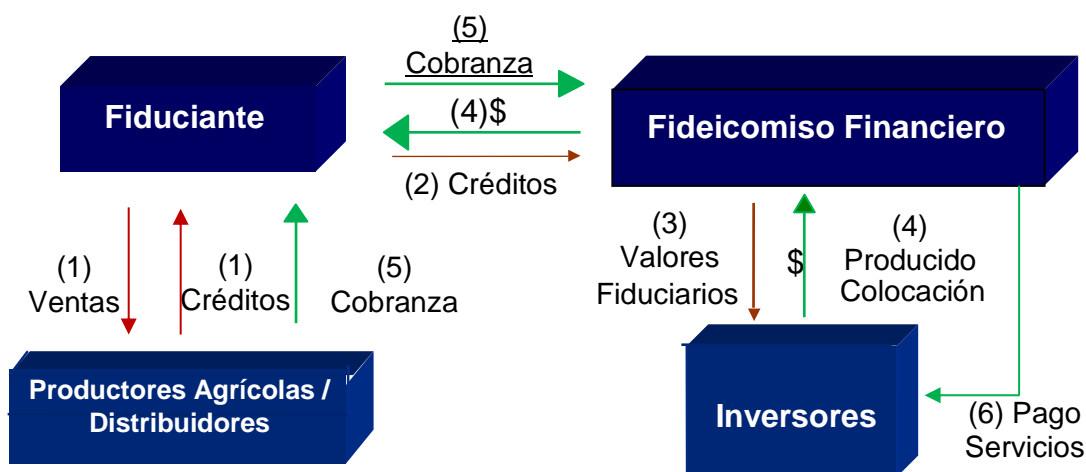 (5)
Cobranza
Fiduciante
(4)$
Fideicomiso Financiero
(2) Créditos
(1)
Ventas
(1)
Créditos
(5)
Cobranza
(3)
Valores
Fiduciarios
$
(4)
Producido
Colocación
Productores Agrícolas /
Distribuidores
Inversores
(6) Pago
Servicios